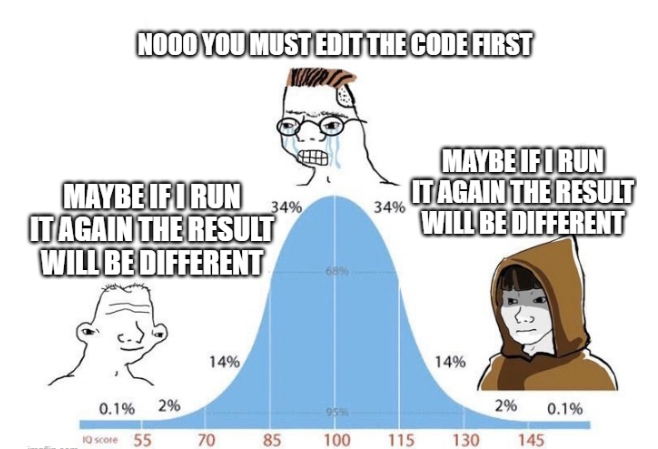 NOOO YOU MUST EDIT THE CODE FIRST
MAYBE IF I RUN
IT AGAIN THE RESULT
WILL BE DIFFERENT
MAYBE IF I RUN
IT AGAIN THE RESULT
WILL BE DIFFERENT
34% 34%
68%
14% 14%
0.1% 2% 95% 2% 0.1%
IQ score 55 70 85 100 115 130 145